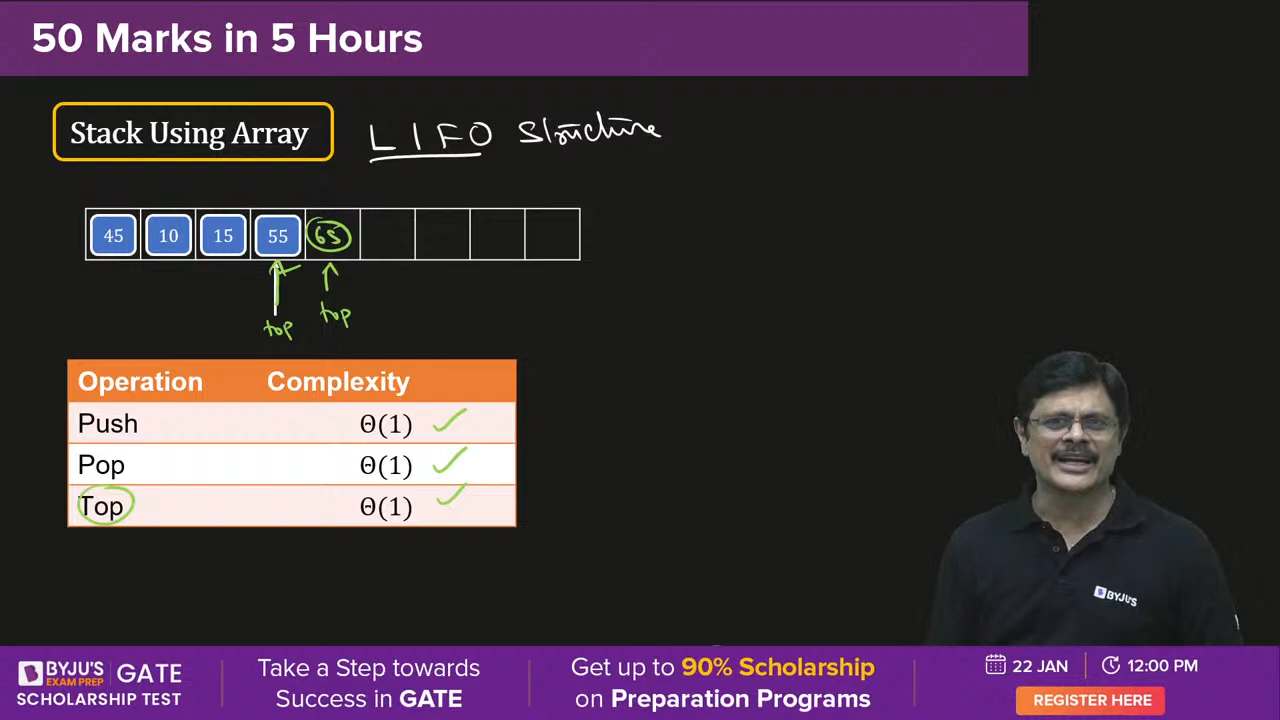 50 Marks in 5 Hours
Stack Using Array
LIFO Structure
45 10 15 55 65
top top
Operation Complexity
Push Θ(1)
Pop Θ(1)
Top Θ(1)
BYJU'S
BYJU'S EXAM PREP GATE
SCHOLARSHIP TEST
Take a Step towards
Success in GATE
Get up to 90% Scholarship
on Preparation Programs
22 JAN 12:00 PM
REGISTER HERE